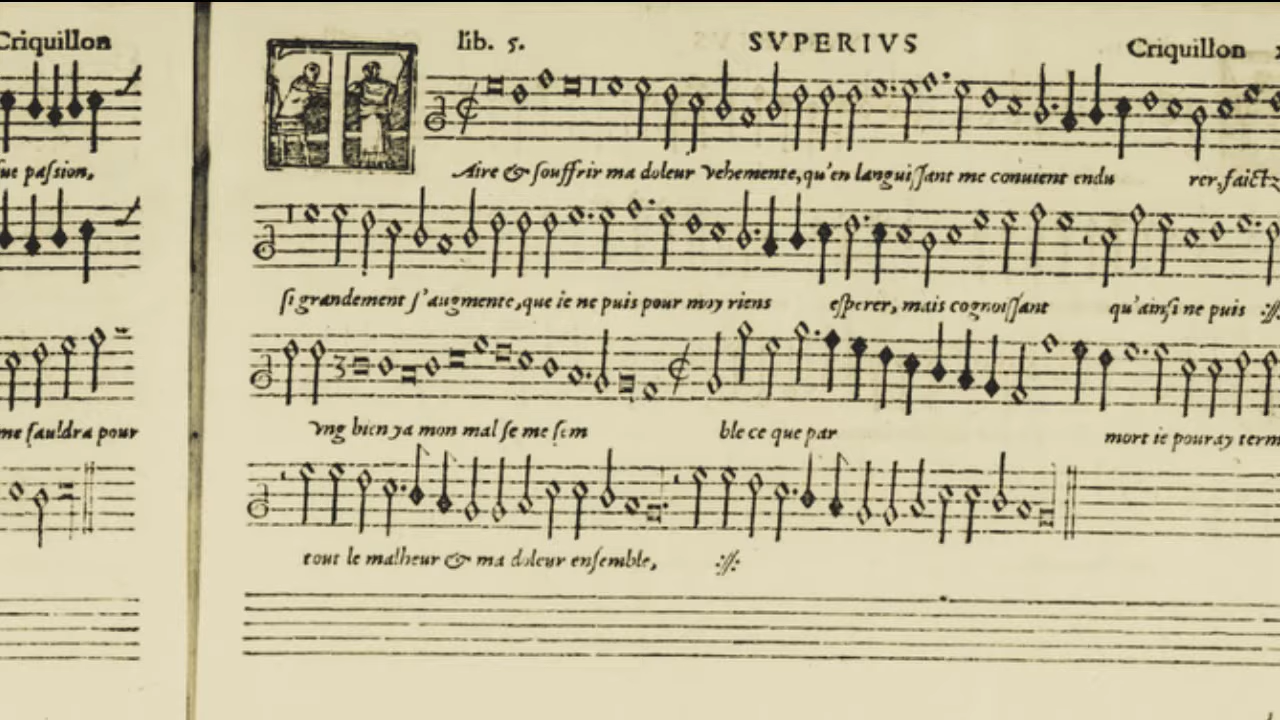 Criquillon
ue paſsion,
me fauldra pour
lib. 5.
SVPERIVS
Criquillon
Aire & ſouffrir ma doleur vehemente, qu'en languiſſant me conuient endu rer, faictz
ſi grandement ſ'augmente, que ie ne puis pour moy riens eſperer, mais cognoiſſant qu'ainſi ne puis :||:
vng bien ya mon mal ſe me ſem ble ce que par mort ie pouray term
tout le malheur & ma doleur enſemble, :||: